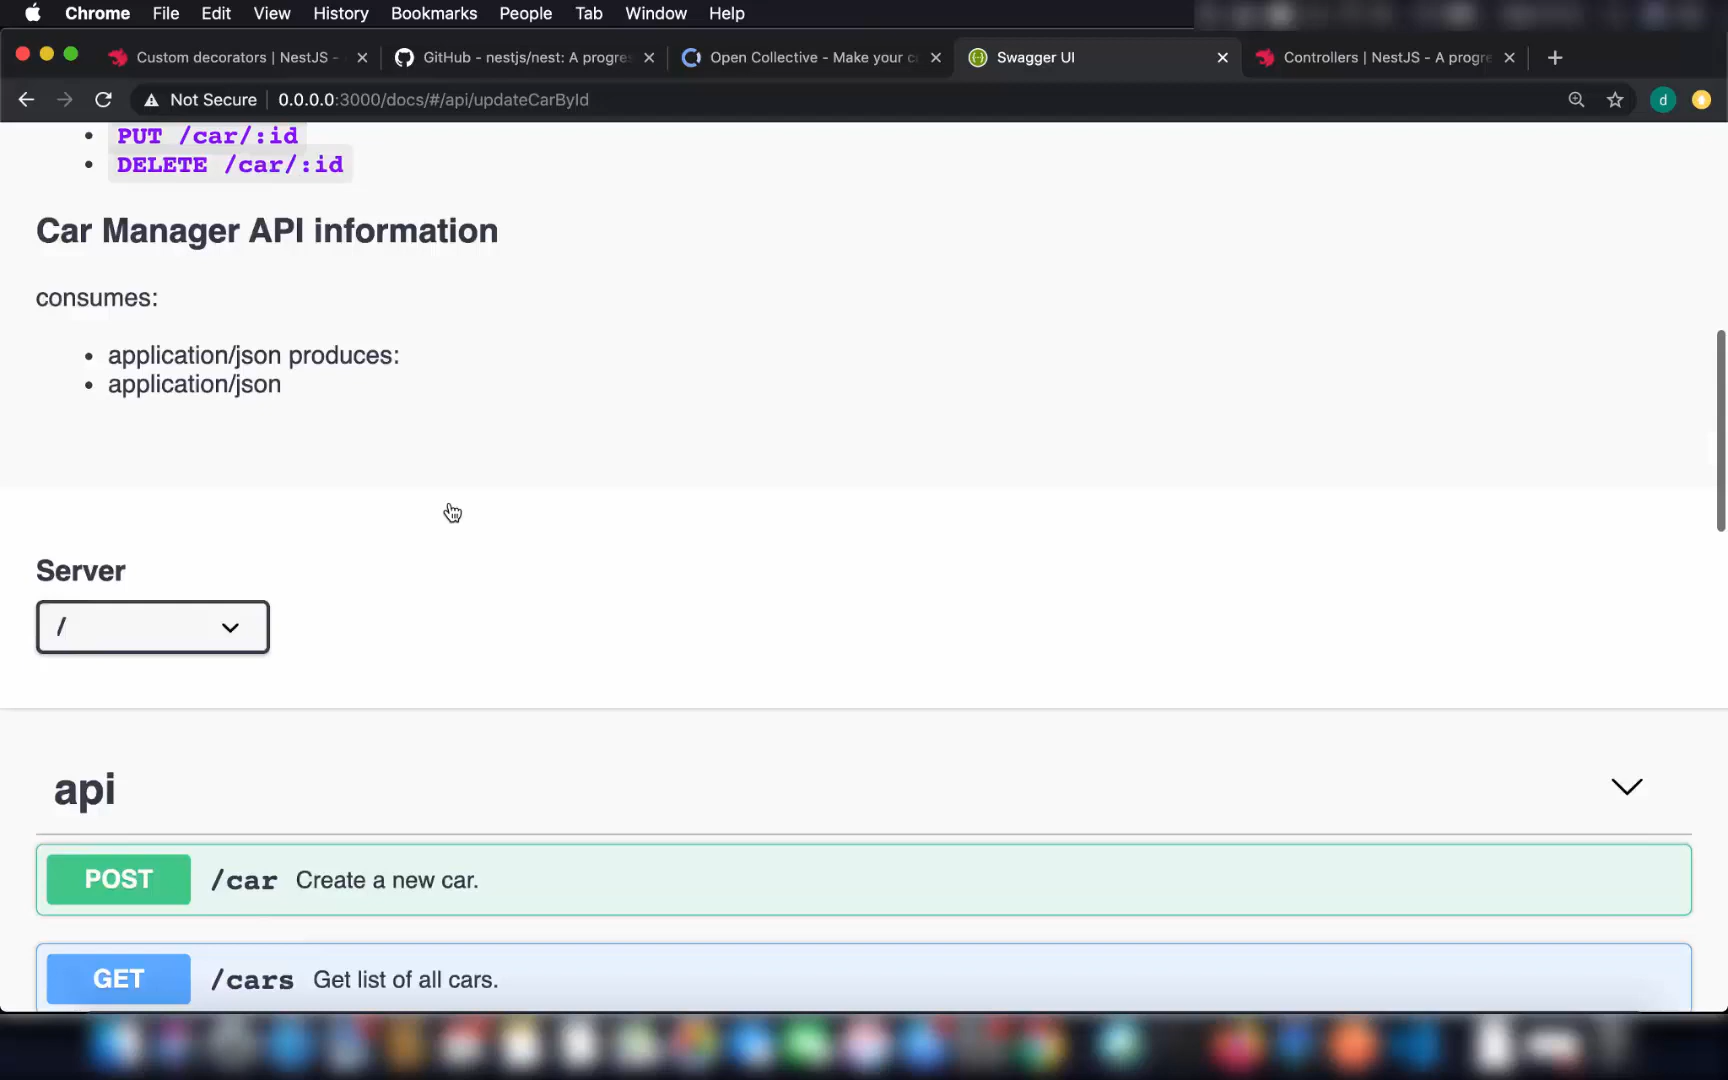 Chrome File Edit View History Bookmarks People Tab Window Help
Custom decorators | NestJS - GitHub - nestjs/nest: A progres Open Collective - Make your c Swagger UI Controllers | NestJS - A progre
Not Secure 0.0.0.0:3000/docs/#/api/updateCarById d
PUT /car/:id
DELETE /car/:id
Car Manager API information
consumes:
application/json produces:
application/json
Server
/
api
POST /car Create a new car.
GET /cars Get list of all cars.